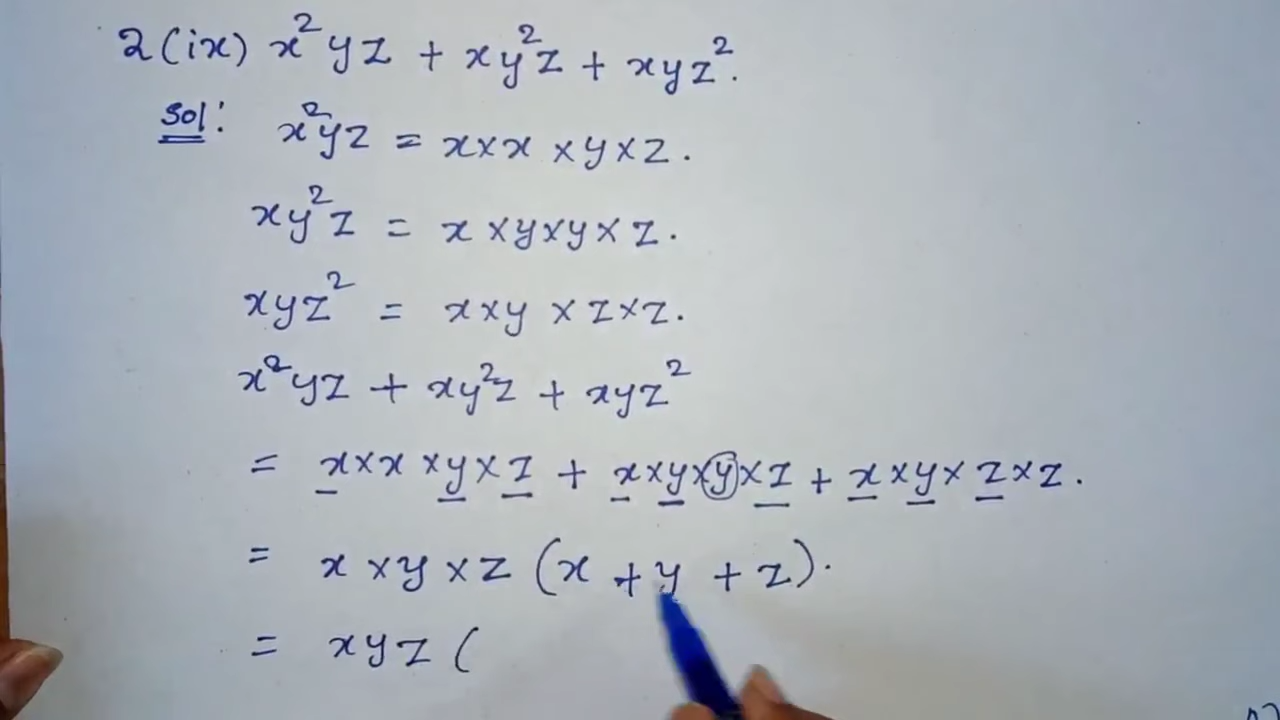 2 (ix) x²yz + xy²z + xyz².
Sol: x²yz = x×x×y×z.
xy²z = x×y×y×z.
xyz² = x×y×z×z.
x²yz + xy²z + xyz²
= x×x×y×z + x×y×y×z + x×y×z×z.
= x×y×z (x + y + z).
= xyz (